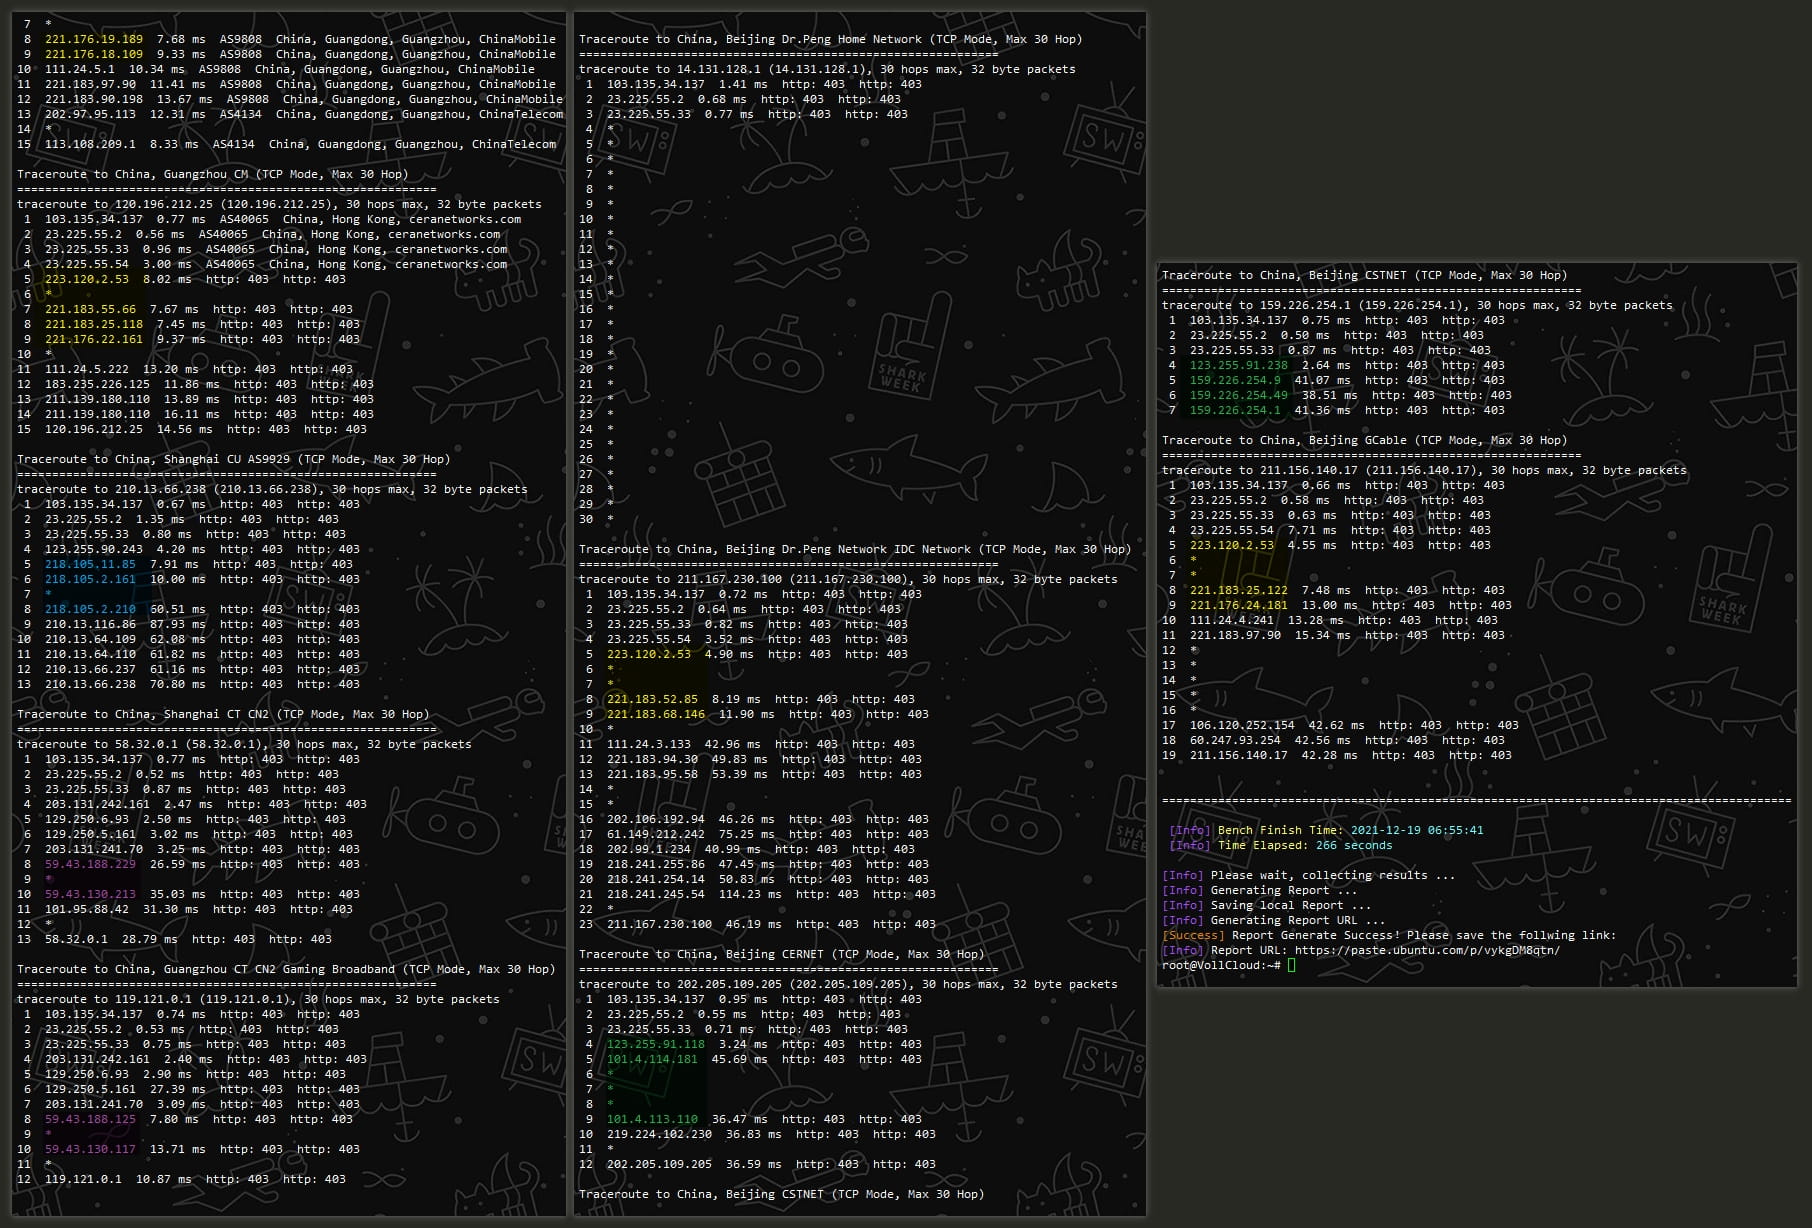 7 *
8 221.176.19.189 7.68 ms AS9808 China, Guangdong, Guangzhou, ChinaMobile
9 221.176.18.109 9.33 ms AS9808 China, Guangdong, Guangzhou, ChinaMobile
10 111.24.5.1 10.34 ms AS9808 China, Guangdong, Guangzhou, ChinaMobile
11 221.183.97.90 11.41 ms AS9808 China, Guangdong, Guangzhou, ChinaMobile
12 221.183.90.198 13.67 ms AS9808 China, Guangdong, Guangzhou, ChinaMobile
13 202.97.95.113 12.31 ms AS4134 China, Guangdong, Guangzhou, ChinaTelecom
14 *
15 113.108.209.1 8.33 ms AS4134 China, Guangdong, Guangzhou, ChinaTelecom
Traceroute to China, Guangzhou CM (TCP Mode, Max 30 Hop)
============================================================
traceroute to 120.196.212.25 (120.196.212.25), 30 hops max, 32 byte packets
1 103.135.34.137 0.77 ms AS40065 China, Hong Kong, ceranetworks.com
2 23.225.55.2 0.56 ms AS40065 China, Hong Kong, ceranetworks.com
3 23.225.55.33 0.96 ms AS40065 China, Hong Kong, ceranetworks.com
4 23.225.55.54 3.00 ms AS40065 China, Hong Kong, ceranetworks.com
5 223.120.2.53 8.02 ms http: 403 http: 403
6 *
7 221.183.55.66 7.67 ms http: 403 http: 403
8 221.183.25.118 7.45 ms http: 403 http: 403
9 221.176.22.161 9.37 ms http: 403 http: 403
10 *
11 111.24.5.222 13.20 ms http: 403 http: 403
12 183.235.226.125 11.86 ms http: 403 http: 403
13 211.139.180.110 13.89 ms http: 403 http: 403
14 211.139.180.110 16.11 ms http: 403 http: 403
15 120.196.212.25 14.56 ms http: 403 http: 403
Traceroute to China, Shanghai CU AS9929 (TCP Mode, Max 30 Hop)
============================================================
traceroute to 210.13.66.238 (210.13.66.238), 30 hops max, 32 byte packets
1 103.135.34.137 0.67 ms http: 403 http: 403
2 23.225.55.2 1.35 ms http: 403 http: 403
3 23.225.55.33 0.80 ms http: 403 http: 403
4 123.255.90.243 4.20 ms http: 403 http: 403
5 218.105.11.85 7.91 ms http: 403 http: 403
6 218.105.2.161 10.00 ms http: 403 http: 403
7 *
8 218.105.2.210 60.51 ms http: 403 http: 403
9 210.13.116.86 87.93 ms http: 403 http: 403
10 210.13.64.109 62.08 ms http: 403 http: 403
11 210.13.64.110 61.82 ms http: 403 http: 403
12 210.13.66.237 61.16 ms http: 403 http: 403
13 210.13.66.238 70.80 ms http: 403 http: 403
Traceroute to China, Shanghai CT CN2 (TCP Mode, Max 30 Hop)
============================================================
traceroute to 58.32.0.1 (58.32.0.1), 30 hops max, 32 byte packets
1 103.135.34.137 0.77 ms http: 403 http: 403
2 23.225.55.2 0.52 ms http: 403 http: 403
3 23.225.55.33 0.87 ms http: 403 http: 403
4 203.131.242.161 2.47 ms http: 403 http: 403
5 129.250.6.93 2.50 ms http: 403 http: 403
6 129.250.5.161 3.02 ms http: 403 http: 403
7 203.131.241.70 3.25 ms http: 403 http: 403
8 59.43.188.229 26.59 ms http: 403 http: 403
9 *
10 59.43.130.213 35.03 ms http: 403 http: 403
11 101.95.88.42 31.30 ms http: 403 http: 403
12 *
13 58.32.0.1 28.79 ms http: 403 http: 403
Traceroute to China, Guangzhou CT CN2 Gaming Broadband (TCP Mode, Max 30 Hop)
============================================================
traceroute to 119.121.0.1 (119.121.0.1), 30 hops max, 32 byte packets
1 103.135.34.137 0.74 ms http: 403 http: 403
2 23.225.55.2 0.53 ms http: 403 http: 403
3 23.225.55.33 0.75 ms http: 403 http: 403
4 203.131.242.161 2.40 ms http: 403 http: 403
5 129.250.6.93 2.90 ms http: 403 http: 403
6 129.250.5.161 27.39 ms http: 403 http: 403
7 203.131.241.70 3.09 ms http: 403 http: 403
8 59.43.188.125 7.80 ms http: 403 http: 403
9 *
10 59.43.130.117 13.71 ms http: 403 http: 403
11 *
12 119.121.0.1 10.87 ms http: 403 http: 403
Traceroute to China, Beijing Dr.Peng Home Network (TCP Mode, Max 30 Hop)
============================================================
traceroute to 14.131.128.1 (14.131.128.1), 30 hops max, 32 byte packets
1 103.135.34.137 1.41 ms http: 403 http: 403
2 23.225.55.2 0.68 ms http: 403 http: 403
3 23.225.55.33 0.77 ms http: 403 http: 403
4 *
5 *
6 *
7 *
8 *
9 *
10 *
11 *
12 *
13 *
14 *
15 *
16 *
17 *
18 *
19 *
20 *
21 *
22 *
23 *
24 *
25 *
26 *
27 *
28 *
29 *
30 *
Traceroute to China, Beijing Dr.Peng Network IDC Network (TCP Mode, Max 30 Hop)
============================================================
traceroute to 211.167.230.100 (211.167.230.100), 30 hops max, 32 byte packets
1 103.135.34.137 0.72 ms http: 403 http: 403
2 23.225.55.2 0.64 ms http: 403 http: 403
3 23.225.55.33 0.82 ms http: 403 http: 403
4 23.225.55.54 3.52 ms http: 403 http: 403
5 223.120.2.53 4.90 ms http: 403 http: 403
6 *
7 *
8 221.183.52.85 8.19 ms http: 403 http: 403
9 221.183.68.146 11.90 ms http: 403 http: 403
10 *
11 111.24.3.133 42.96 ms http: 403 http: 403
12 221.183.94.30 49.83 ms http: 403 http: 403
13 221.183.95.58 53.39 ms http: 403 http: 403
14 *
15 *
16 202.106.192.94 46.26 ms http: 403 http: 403
17 61.149.212.242 75.25 ms http: 403 http: 403
18 202.99.1.234 40.99 ms http: 403 http: 403
19 218.241.255.86 47.45 ms http: 403 http: 403
20 218.241.254.14 50.83 ms http: 403 http: 403
21 218.241.245.54 114.23 ms http: 403 http: 403
22 *
23 211.167.230.100 46.19 ms http: 403 http: 403
Traceroute to China, Beijing CERNET (TCP Mode, Max 30 Hop)
============================================================
traceroute to 202.205.109.205 (202.205.109.205), 30 hops max, 32 byte packets
1 103.135.34.137 0.95 ms http: 403 http: 403
2 23.225.55.2 0.55 ms http: 403 http: 403
3 23.225.55.33 0.71 ms http: 403 http: 403
4 123.255.91.118 3.24 ms http: 403 http: 403
5 101.4.114.181 45.69 ms http: 403 http: 403
6 *
7 *
8 *
9 101.4.113.110 36.47 ms http: 403 http: 403
10 219.224.102.230 36.83 ms http: 403 http: 403
11 *
12 202.205.109.205 36.59 ms http: 403 http: 403
Traceroute to China, Beijing CSTNET (TCP Mode, Max 30 Hop)
Traceroute to China, Beijing CSTNET (TCP Mode, Max 30 Hop)
============================================================
traceroute to 159.226.254.1 (159.226.254.1), 30 hops max, 32 byte packets
1 103.135.34.137 0.75 ms http: 403 http: 403
2 23.225.55.2 0.50 ms http: 403 http: 403
3 23.225.55.33 0.87 ms http: 403 http: 403
4 123.255.91.238 2.64 ms http: 403 http: 403
5 159.226.254.9 41.07 ms http: 403 http: 403
6 159.226.254.49 38.51 ms http: 403 http: 403
7 159.226.254.1 41.36 ms http: 403 http: 403
Traceroute to China, Beijing GCable (TCP Mode, Max 30 Hop)
============================================================
traceroute to 211.156.140.17 (211.156.140.17), 30 hops max, 32 byte packets
1 103.135.34.137 0.66 ms http: 403 http: 403
2 23.225.55.2 0.58 ms http: 403 http: 403
3 23.225.55.33 0.63 ms http: 403 http: 403
4 23.225.55.54 7.71 ms http: 403 http: 403
5 223.120.2.53 4.55 ms http: 403 http: 403
6 *
7 *
8 221.183.25.122 7.48 ms http: 403 http: 403
9 221.176.24.181 13.00 ms http: 403 http: 403
10 111.24.4.241 13.28 ms http: 403 http: 403
11 221.183.97.90 15.34 ms http: 403 http: 403
12 *
13 *
14 *
15 *
16 *
17 106.120.252.154 42.62 ms http: 403 http: 403
18 60.247.93.254 42.56 ms http: 403 http: 403
19 211.156.140.17 42.28 ms http: 403 http: 403
==========================================================================================
[Info] Bench Finish Time: 2021-12-19 06:55:41
[Info] Time Elapsed: 266 seconds
[Info] Please wait, collecting results ...
[Info] Generating Report ...
[Info] Saving local Report ...
[Info] Generating Report URL ...
[Success] Report Generate Success! Please save the follwing link:
[Info] Report URL: https://paste.ubuntu.com/p/vykgDM8qtn/
root@VollCloud:~#